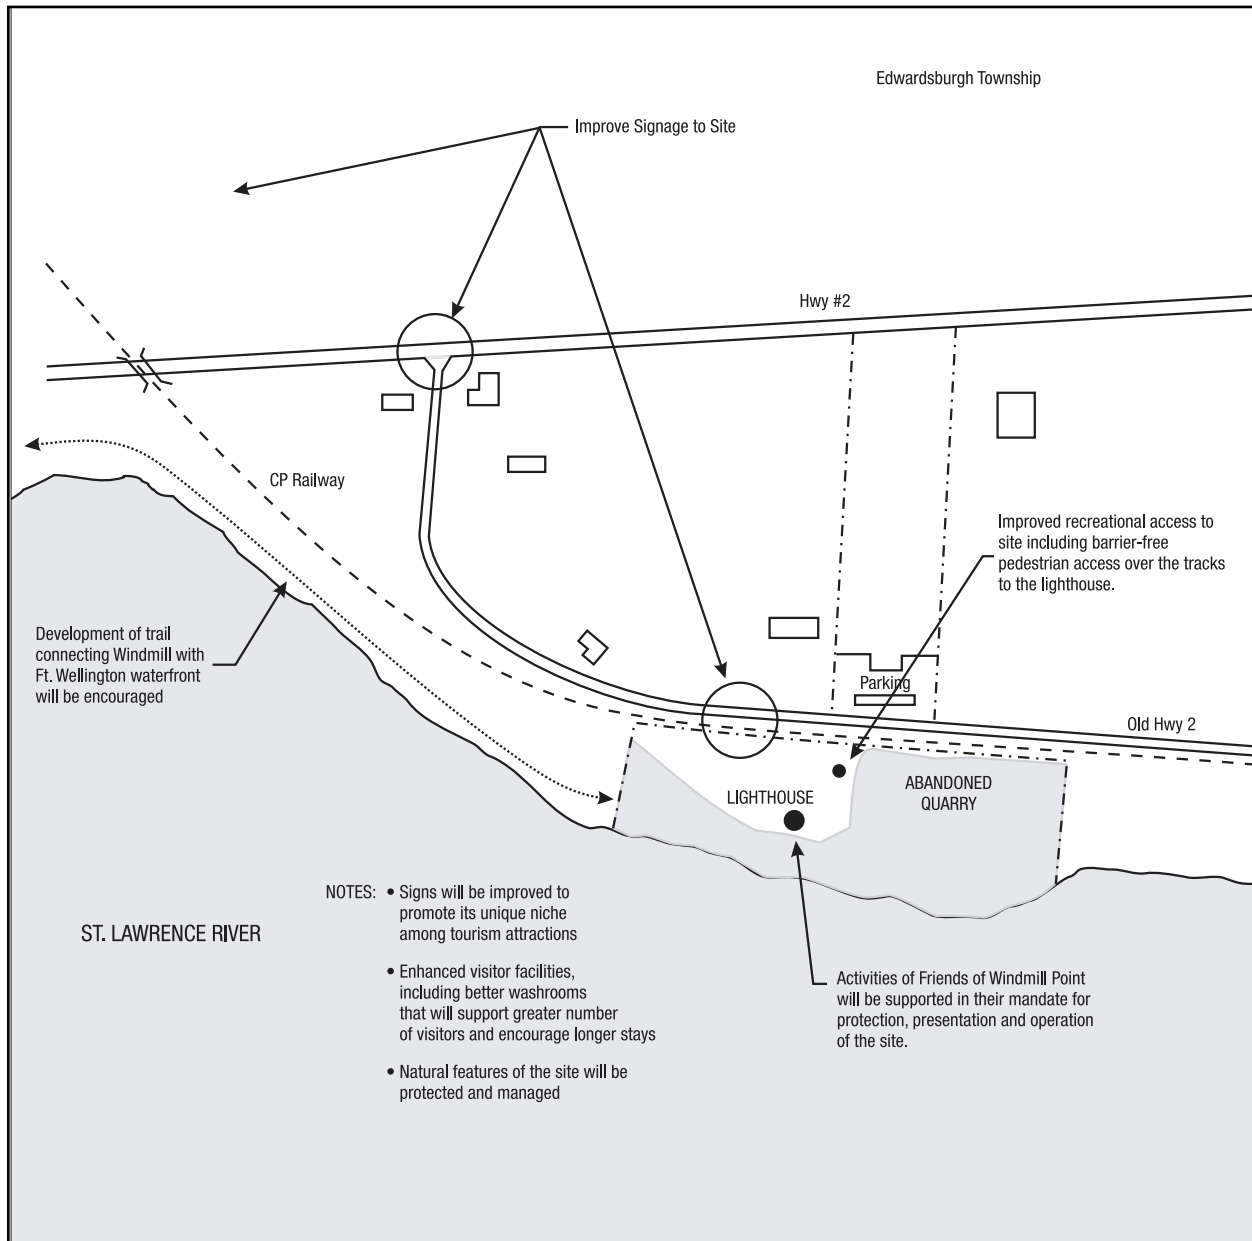 Edwardsburgh Township
Improve Signage to Site
Hwy #2
CP Railway
Improved recreational access to
site including barrier-free
pedestrian access over the tracks
to the lighthouse.
Development of trail
connecting Windmill with
Ft. Wellington waterfront
will be encouraged
Parking
Old Hwy 2
LIGHTHOUSE
ABANDONED
QUARRY
NOTES: • Signs will be improved to
promote its unique niche
among tourism attractions
• Enhanced visitor facilities,
including better washrooms
that will support greater number
of visitors and encourage longer stays
• Natural features of the site will be
protected and managed
ST. LAWRENCE RIVER
Activities of Friends of Windmill Point
will be supported in their mandate for
protection, presentation and operation
of the site.